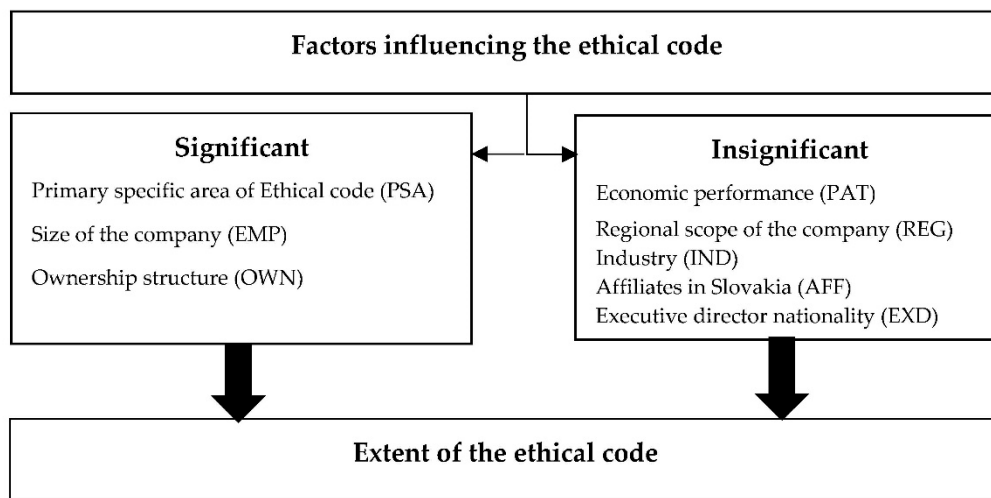 Factors influencing the ethical code
Significant
Primary specific area of Ethical code (PSA)
Size of the company (EMP)
Ownership structure (OWN)
Insignificant
Economic performance (PAT)
Regional scope of the company (REG)
Industry (IND)
Affiliates in Slovakia (AFF)
Executive director nationality (EXD)
Extent of the ethical code